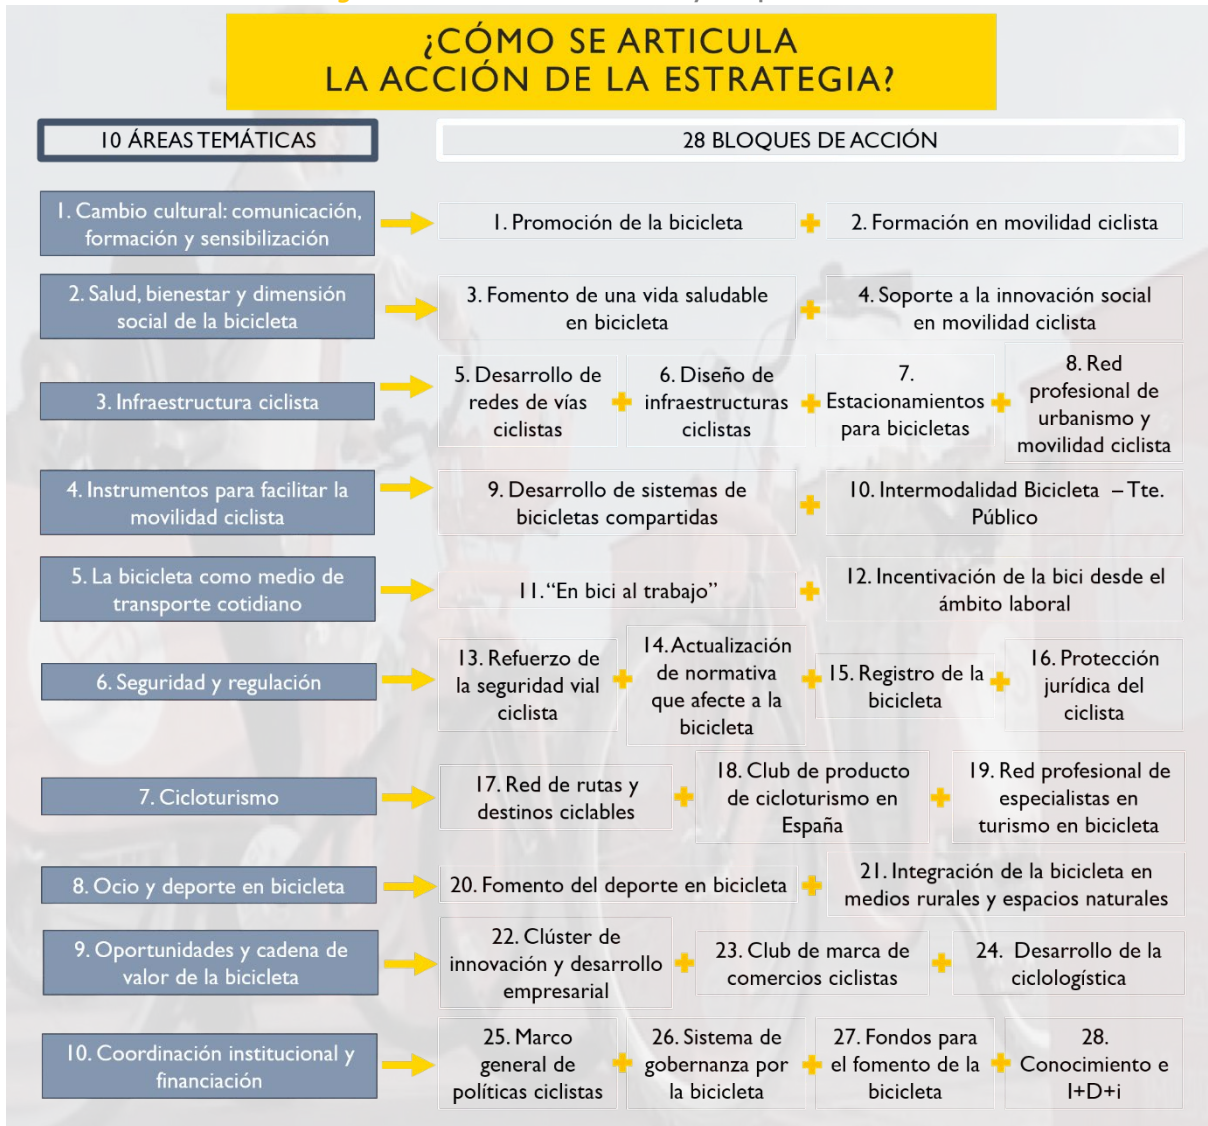 ¿CÓMO SE ARTICULA
LA ACCIÓN DE LA ESTRATEGIA?
10 ÁREAS TEMÁTICAS
28 BLOQUES DE ACCIÓN
1. Cambio cultural: comunicación,
formación y sensibilización
1. Promoción de la bicicleta
2. Formación en movilidad ciclista
2. Salud, bienestar y dimensión
social de la bicicleta
3. Fomento de una vida saludable
en bicicleta
4. Soporte a la innovación social
en movilidad ciclista
3. Infraestructura ciclista
5. Desarrollo de
redes de vías
ciclistas
6. Diseño de
infraestructuras
ciclistas
7.
Estacionamientos
para bicicletas
8. Red
profesional de
urbanismo y
movilidad ciclista
4. Instrumentos para facilitar la
movilidad ciclista
9. Desarrollo de sistemas de
bicicletas compartidas
10. Intermodalidad Bicicleta – Tte.
Público
5. La bicicleta como medio de
transporte cotidiano
11. “En bici al trabajo”
12. Incentivación de la bici desde el
ámbito laboral
6. Seguridad y regulación
13. Refuerzo de
la seguridad vial
ciclista
14. Actualización
de normativa
que afecte a la
bicicleta
15. Registro de la
bicicleta
16. Protección
jurídica del
ciclista
7. Cicloturismo
17. Red de rutas y
destinos ciclables
18. Club de producto
de cicloturismo en
España
19. Red profesional de
especialistas en
turismo en bicicleta
8. Ocio y deporte en bicicleta
20. Fomento del deporte en bicicleta
21. Integración de la bicicleta en
medios rurales y espacios naturales
9. Oportunidades y cadena de
valor de la bicicleta
22. Clúster de
innovación y desarrollo
empresarial
23. Club de marca de
comercios ciclistas
24. Desarrollo de la
ciclologística
10. Coordinación institucional y
financiación
25. Marco
general de
políticas ciclistas
26. Sistema de
gobernanza por
la bicicleta
27. Fondos para
el fomento de la
bicicleta
28.
Conocimiento e
I+D+i